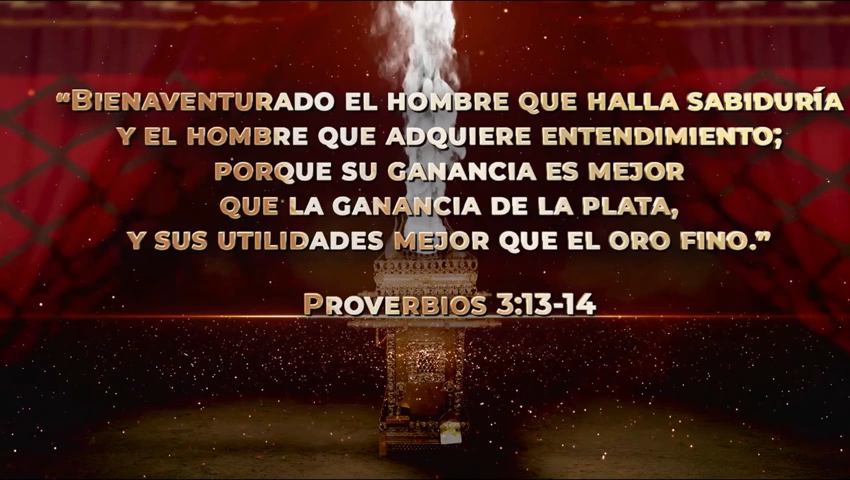 “BIENAVENTURADO EL HOMBRE QUE HALLA SABIDURÍA
Y EL HOMBRE QUE ADQUIERE ENTENDIMIENTO;
PORQUE SU GANANCIA ES MEJOR
QUE LA GANANCIA DE LA PLATA,
Y SUS UTILIDADES MEJOR QUE EL ORO FINO.”
PROVERBIOS 3:13-14